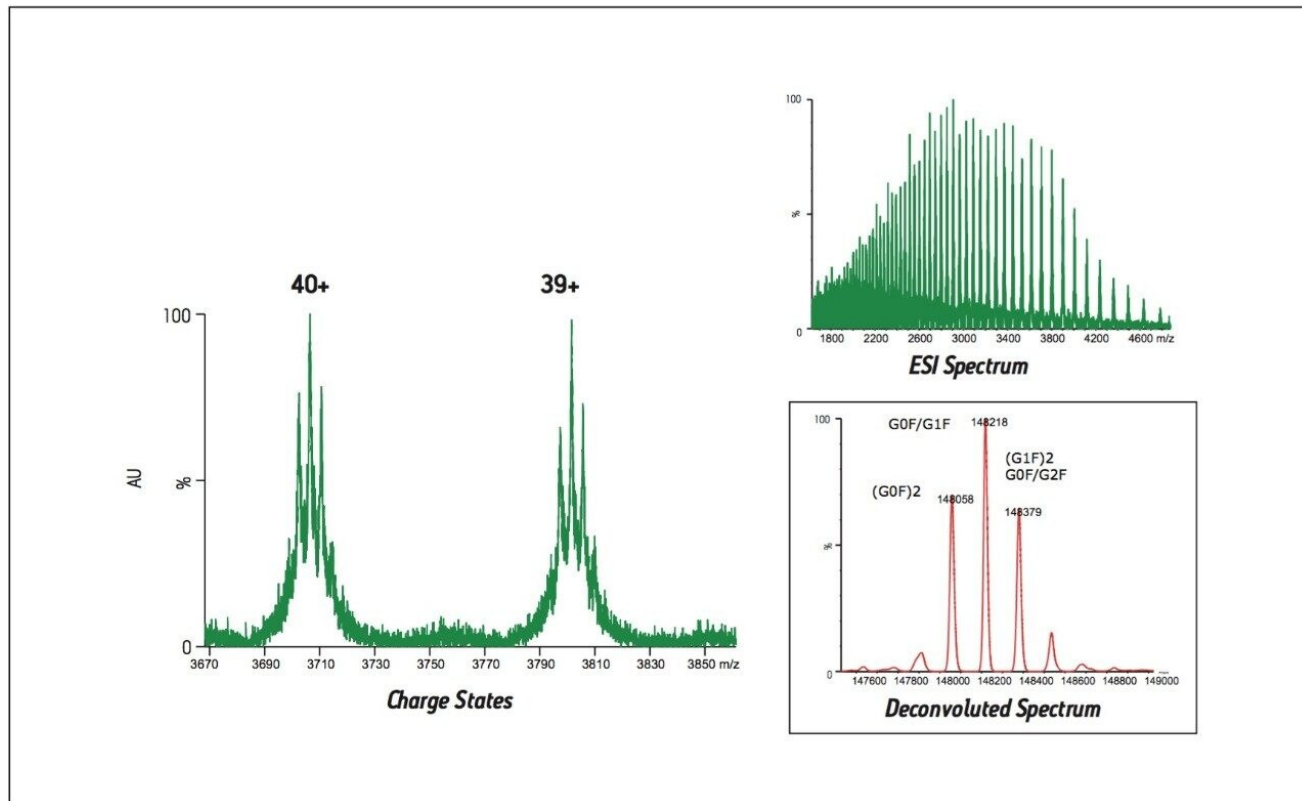 40+
39+
100
AU
%
0
3670 3690 3710 3730 3750 3770 3790 3810 3830 3850 m/z
Charge States
100
%
0
1800 2200 2600 3000 3400 3800 4200 4600 m/z
ESI Spectrum
100
G0F/G1F
148218
(G1F)2
G0F/G2F
(G0F)2
148058
148379
%
0
147600 147800 148000 148200 148400 148600 148800 149000
Deconvoluted Spectrum